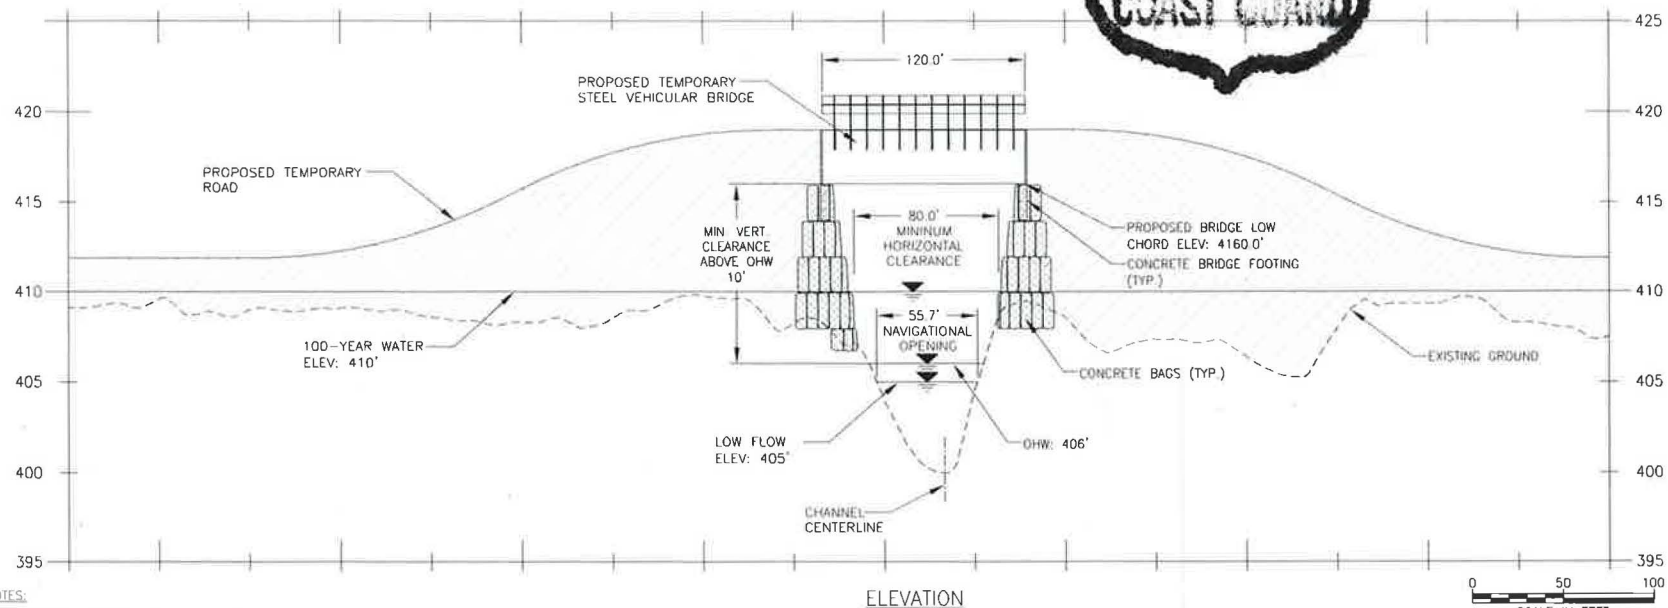 COAST GUARD
425
425
120.0'
PROPOSED TEMPORARY
STEEL VEHICULAR BRIDGE
420
420
PROPOSED TEMPORARY
ROAD
415
415
MIN VERT.
CLEARANCE
ABOVE OHW
10'
80.0'
MININUM
HORIZONTAL
CLEARANCE
PROPOSED BRIDGE LOW
CHORD ELEV: 4160.0'
CONCRETE BRIDGE FOOTING
(TYP.)
410
410
55.7'
NAVIGATIONAL
OPENING
100-YEAR WATER
ELEV: 410'
EXISTING GROUND
CONCRETE BAGS (TYP.)
405
405
LOW FLOW
ELEV: 405'
OHW: 406'
400
400
CHANNEL
CENTERLINE
395
395
ELEVATION
0 50 100